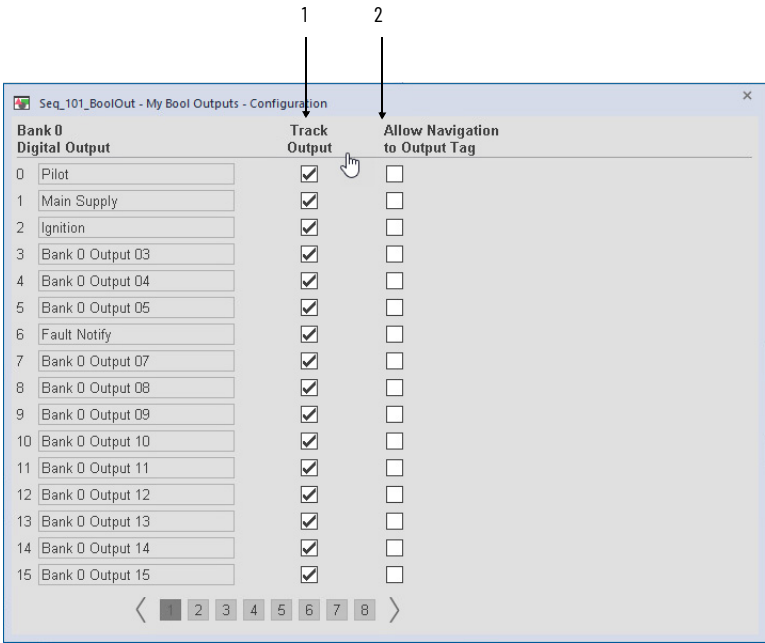 1 2
Seq_101_BoolOut - My Bool Outputs - Configuration
Bank 0 Track Allow Navigation
Digital Output Output to Output Tag
0 Pilot
1 Main Supply
2 Ignition
3 Bank 0 Output 03
4 Bank 0 Output 04
5 Bank 0 Output 05
6 Fault Notify
7 Bank 0 Output 07
8 Bank 0 Output 08
9 Bank 0 Output 09
10 Bank 0 Output 10
11 Bank 0 Output 11
12 Bank 0 Output 12
13 Bank 0 Output 13
14 Bank 0 Output 14
15 Bank 0 Output 15
1 2 3 4 5 6 7 8